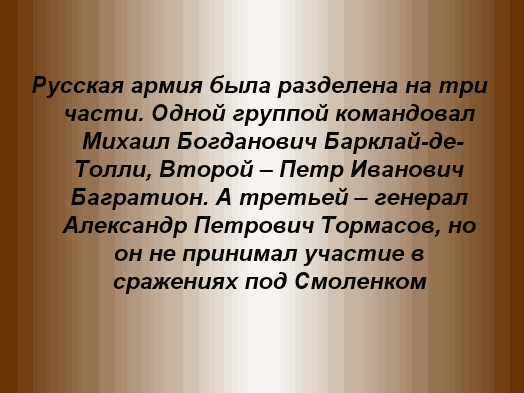 Русская армия была разделена на три
части. Одной группой командовал
Михаил Богданович Барклай-де-
Толли, Второй – Петр Иванович
Багратион. А третьей – генерал
Александр Петрович Тормасов, но
он не принимал участие в
сражениях под Смоленком